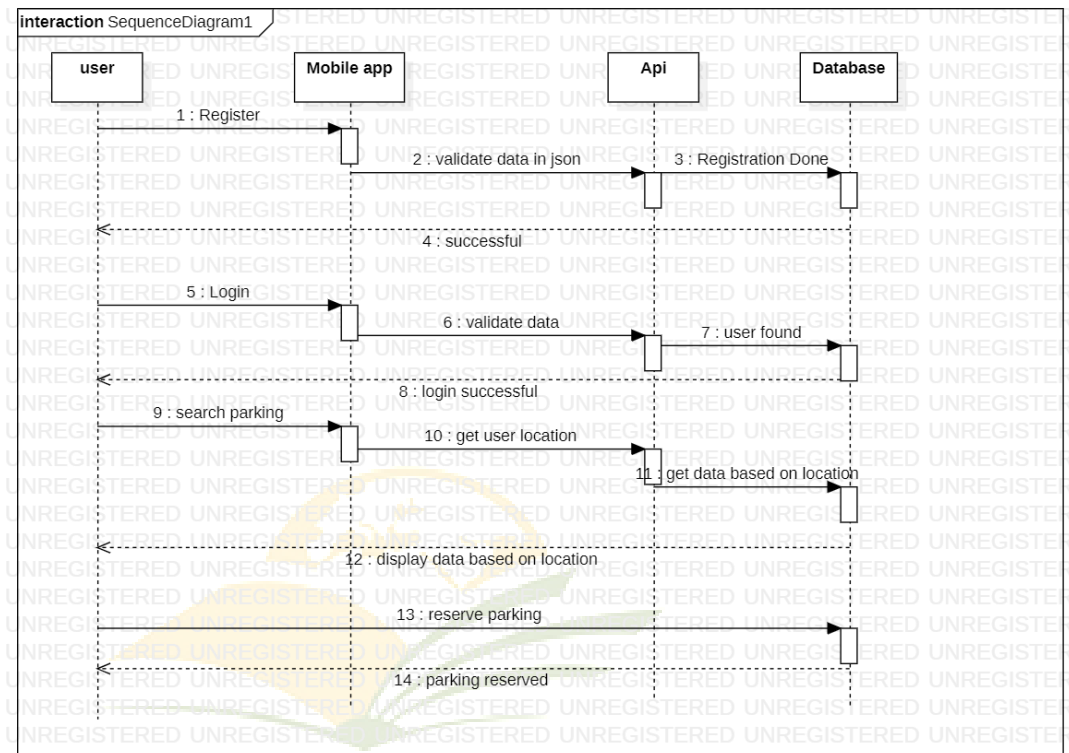 interaction SequenceDiagram1
user
Mobile app
Api
Database
1 : Register
2 : validate data in json
3 : Registration Done
4 : successful
5 : Login
6 : validate data
7 : user found
8 : login successful
9 : search parking
10 : get user location
11 : get data based on location
12 : display data based on location
13 : reserve parking
14 : parking reserved
UNREGISTERED